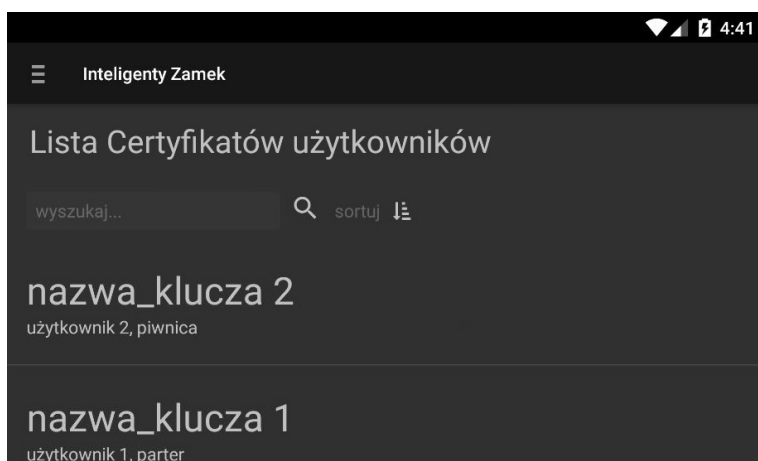 4:41
Inteligenty Zamek
Lista Certyfikatów użytkowników
wyszukaj... sortuj
nazwa_klucza 2
użytkownik 2, piwnica
nazwa_klucza 1
użytkownik 1, parter